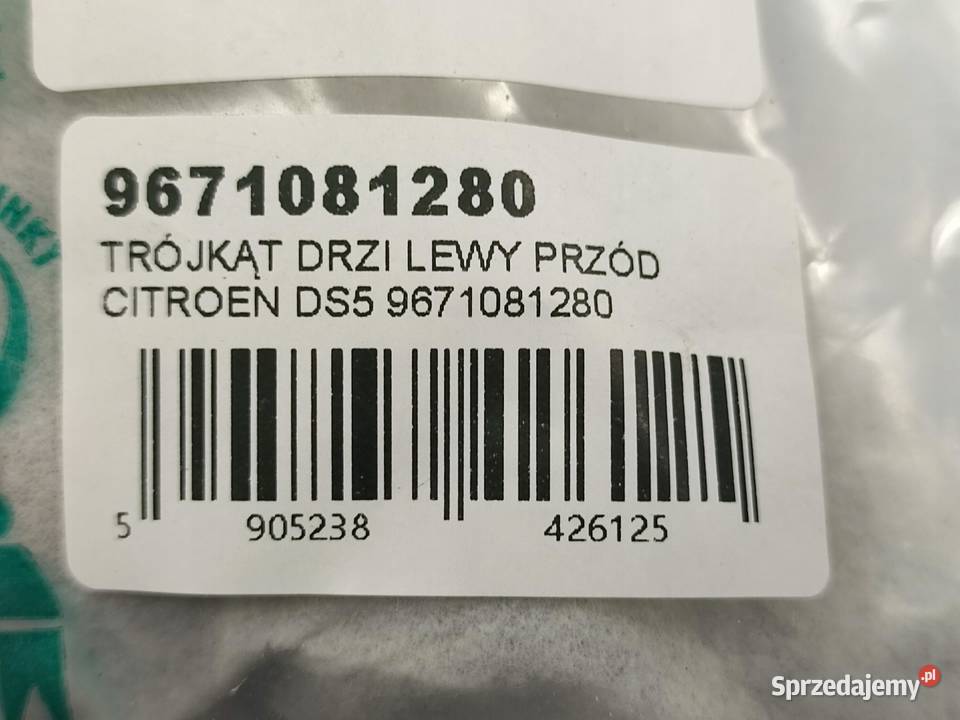 9671081280
TRÓJKĄT DRZI LEWY PRZÓD
CITROEN DS5 9671081280
5 905238 426125
Sprzedajemy.pl